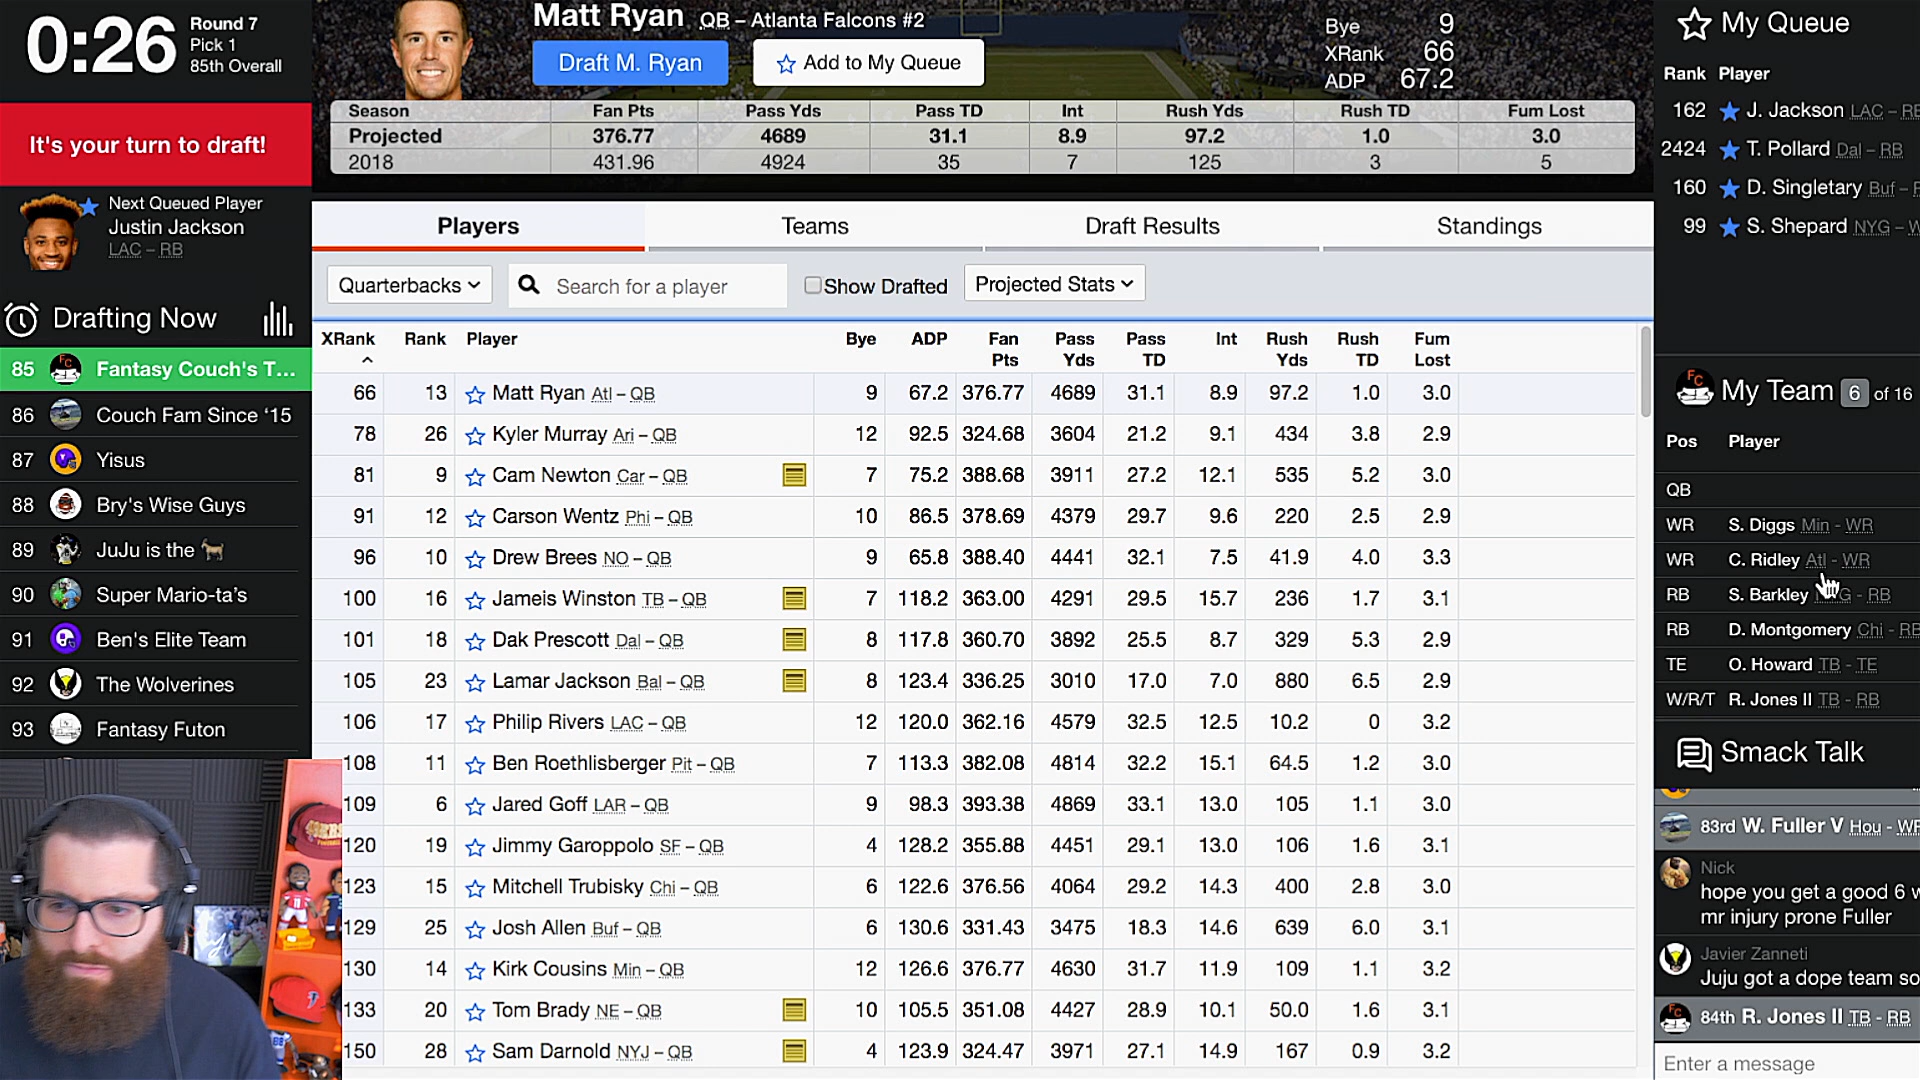 0:26
Round 7
Pick 1
85th Overall
It's your turn to draft!
Next Queued Player
Justin Jackson
LAC – RB
Drafting Now
85 Fantasy Couch's T...
86 Couch Fam Since '15
87 Yisus
88 Bry's Wise Guys
89 JuJu is the
90 Super Mario-ta's
91 Ben's Elite Team
92 The Wolverines
93 Fantasy Futon
Matt Ryan QB – Atlanta Falcons #2
Draft M. Ryan
Add to My Queue
Bye 9
XRank 66
ADP 67.2
Season Fan Pts Pass Yds Pass TD Int Rush Yds Rush TD Fum Lost
Projected 376.77 4689 31.1 8.9 97.2 1.0 3.0
2018 431.96 4924 35 7 125 3 5
Players Teams Draft Results Standings
Quarterbacks Search for a player Show Drafted Projected Stats
XRank Rank Player Bye ADP Fan Pts Pass Yds Pass TD Int Rush Yds Rush TD Fum Lost
66 13 Matt Ryan Atl – QB 9 67.2 376.77 4689 31.1 8.9 97.2 1.0 3.0
78 26 Kyler Murray Ari – QB 12 92.5 324.68 3604 21.2 9.1 434 3.8 2.9
81 9 Cam Newton Car – QB 7 75.2 388.68 3911 27.2 12.1 535 5.2 3.0
91 12 Carson Wentz Phi – QB 10 86.5 378.69 4379 29.7 9.6 220 2.5 2.9
96 10 Drew Brees NO – QB 9 65.8 388.40 4441 32.1 7.5 41.9 4.0 3.3
100 16 Jameis Winston TB – QB 7 118.2 363.00 4291 29.5 15.7 236 1.7 3.1
101 18 Dak Prescott Dal – QB 8 117.8 360.70 3892 25.5 8.7 329 5.3 2.9
105 23 Lamar Jackson Bal – QB 8 123.4 336.25 3010 17.0 7.0 880 6.5 2.9
106 17 Philip Rivers LAC – QB 12 120.0 362.16 4579 32.5 12.5 10.2 0 3.2
108 11 Ben Roethlisberger Pit – QB 7 113.3 382.08 4814 32.2 15.1 64.5 1.2 3.0
109 6 Jared Goff LAR – QB 9 98.3 393.38 4869 33.1 13.0 105 1.1 3.0
120 19 Jimmy Garoppolo SF – QB 4 128.2 355.88 4451 29.1 13.0 106 1.6 3.1
123 15 Mitchell Trubisky Chi – QB 6 122.6 376.56 4064 29.2 14.3 400 2.8 3.0
129 25 Josh Allen Buf – QB 6 130.6 331.43 3475 18.3 14.6 639 6.0 3.1
130 14 Kirk Cousins Min – QB 12 126.6 376.77 4630 31.7 11.9 109 1.1 3.2
133 20 Tom Brady NE – QB 10 105.5 351.08 4427 28.9 10.1 50.0 1.6 3.1
150 28 Sam Darnold NYJ – QB 4 123.9 324.47 3971 27.1 14.9 167 0.9 3.2
My Queue
Rank Player
162 J. Jackson LAC – RB
2424 T. Pollard Dal – RB
160 D. Singletary Buf –
99 S. Shepard NYG –
My Team 6 of 16
Pos Player
QB
WR S. Diggs Min - WR
WR C. Ridley Atl - WR
RB S. Barkley - RB
RB D. Montgomery Chi - RB
TE O. Howard TB - TE
W/R/T R. Jones II TB - RB
Smack Talk
83rd W. Fuller V Hou - WR
Nick
hope you get a good 6 w
mr injury prone Fuller
Javier Zanneti
Juju got a dope team so
84th R. Jones II TB - RB
Enter a message